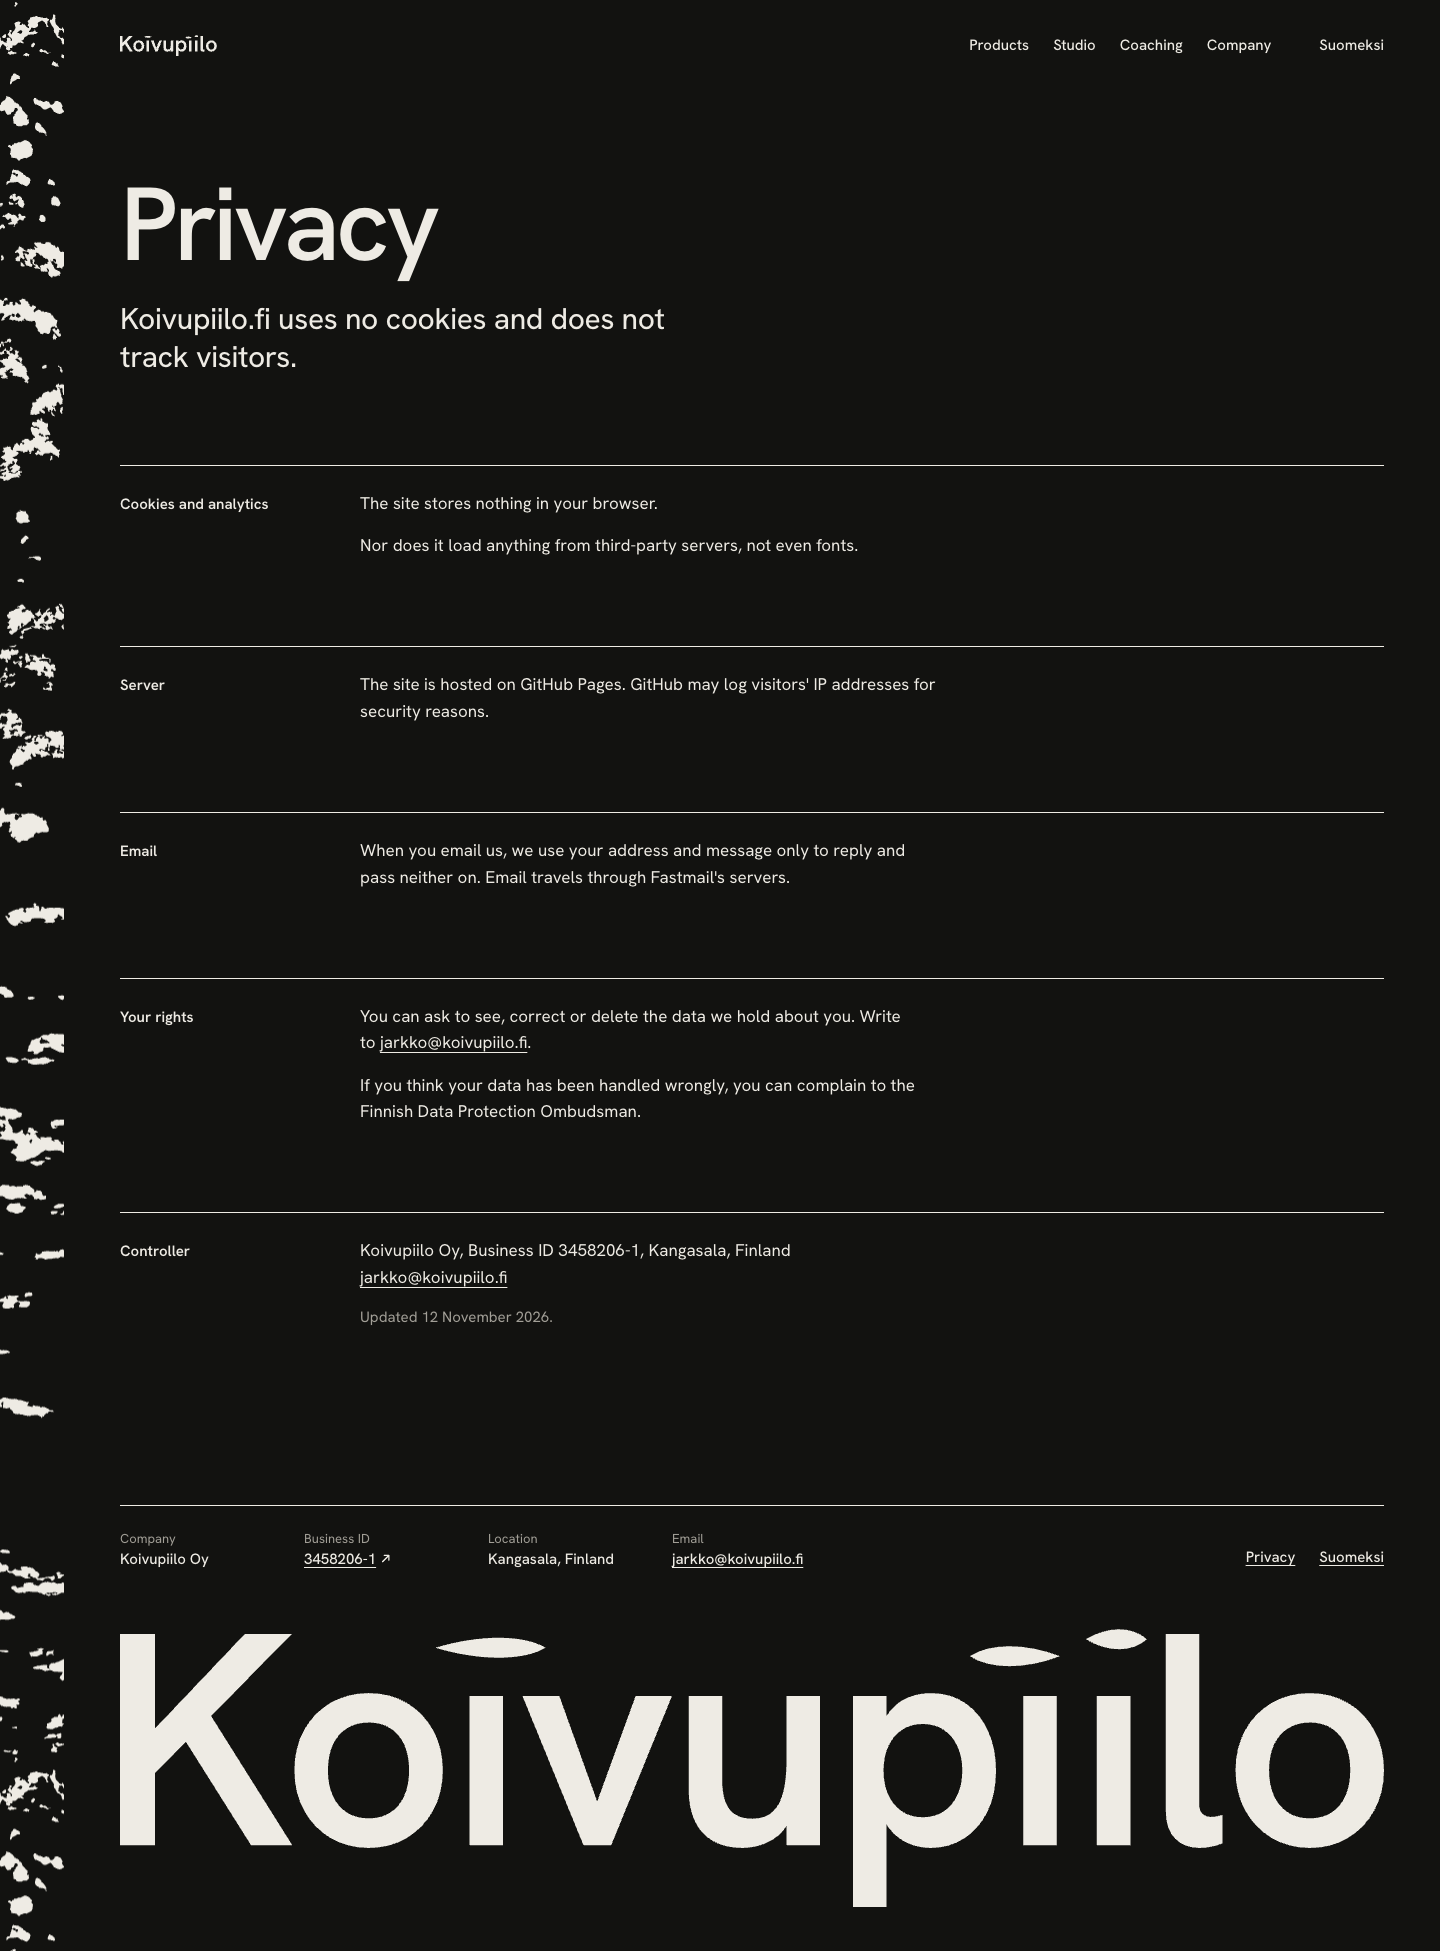 Koivupiilo
Products Studio Coaching Company Suomeksi
Privacy
Koivupiilo.fi uses no cookies and does not
track visitors.
Cookies and analytics
The site stores nothing in your browser.
Nor does it load anything from third-party servers, not even fonts.
Server
The site is hosted on GitHub Pages. GitHub may log visitors' IP addresses for
security reasons.
Email
When you email us, we use your address and message only to reply and
pass neither on. Email travels through Fastmail's servers.
Your rights
You can ask to see, correct or delete the data we hold about you. Write
to jarkko@koivupiilo.fi.
If you think your data has been handled wrongly, you can complain to the
Finnish Data Protection Ombudsman.
Controller
Koivupiilo Oy, Business ID 3458206-1, Kangasala, Finland
jarkko@koivupiilo.fi
Updated 12 November 2026.
Company
Koivupiilo Oy
Business ID
3458206-1 ↗
Location
Kangasala, Finland
Email
jarkko@koivupiilo.fi
Privacy Suomeksi
Koivupiilo